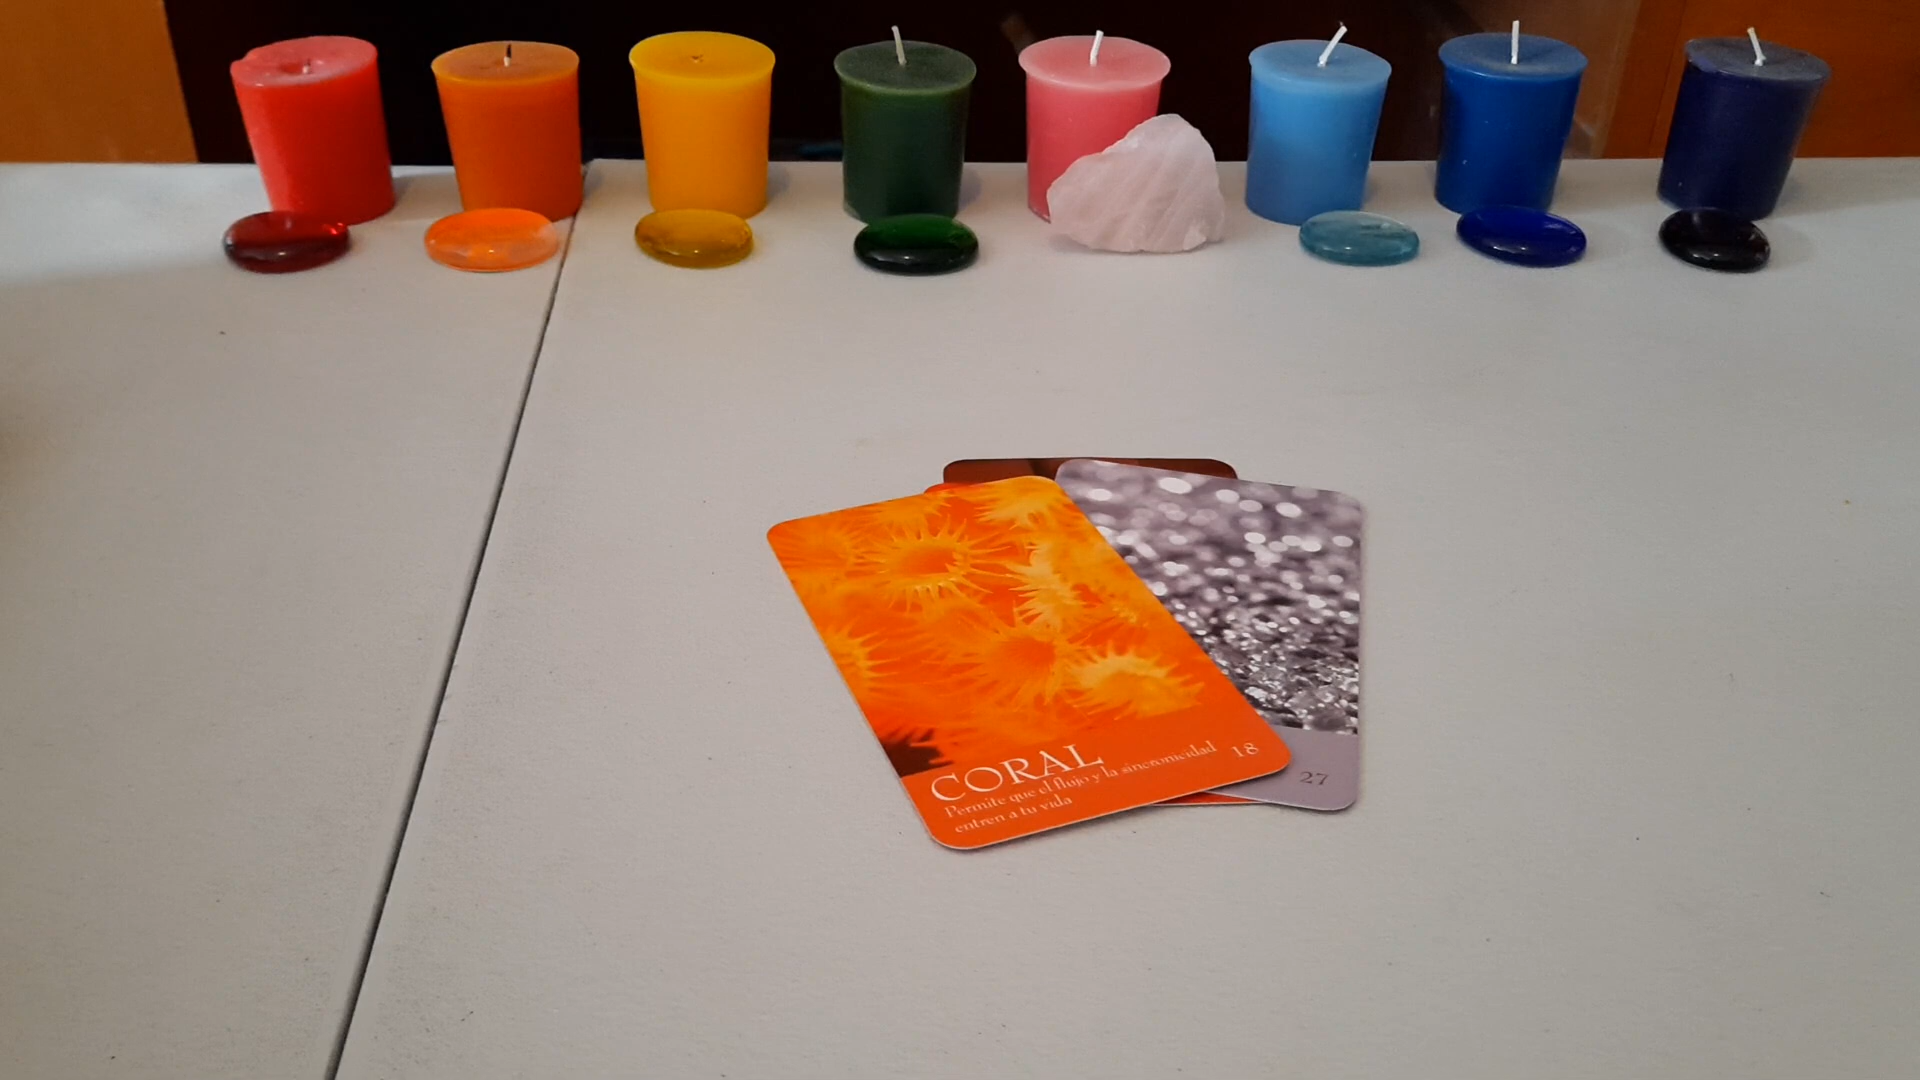 CORAL
Permite que el flujo y la sincronicidad
entren a tu vida
18
27